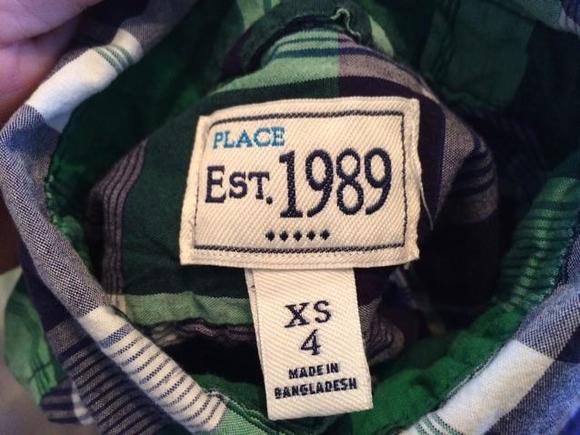 PLACE
EST. 1989
XS
4
MADE IN
BANGLADESH